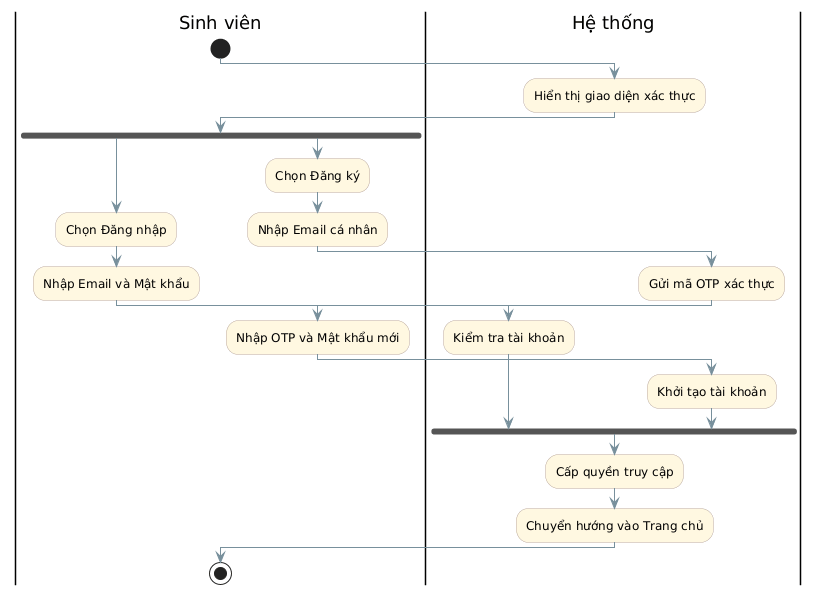 Sinh viên
Hệ thống
Hiển thị giao diện xác thực
Chọn Đăng ký
Chọn Đăng nhập
Nhập Email cá nhân
Nhập Email và Mật khẩu
Gửi mã OTP xác thực
Nhập OTP và Mật khẩu mới
Kiểm tra tài khoản
Khởi tạo tài khoản
Cấp quyền truy cập
Chuyển hướng vào Trang chủ